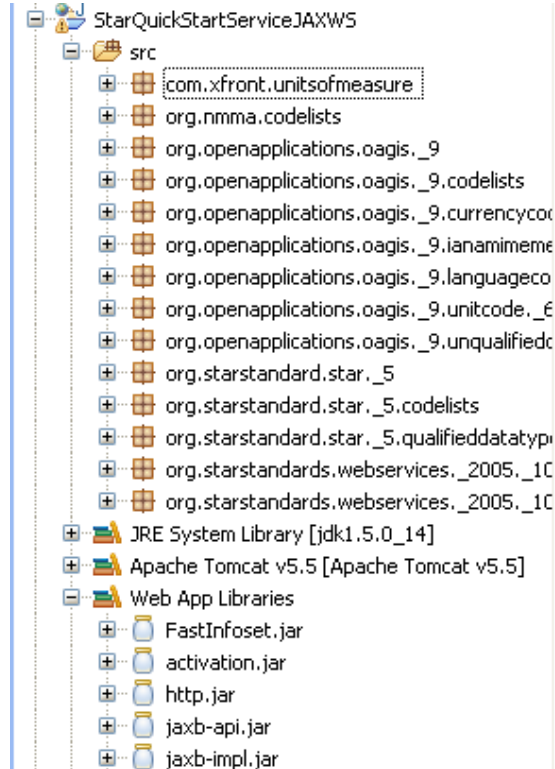 StarQuickStartServiceJAXWS
src
com.xfront.unitsofmeasure
org.nmma.codelists
org.openapplications.oagis._9
org.openapplications.oagis._9.codelists
org.openapplications.oagis._9.currencycod
org.openapplications.oagis._9.ianamimeme
org.openapplications.oagis._9.languageco
org.openapplications.oagis._9.unitcode._6
org.openapplications.oagis._9.unqualifiedd
org.starstandard.star._5
org.starstandard.star._5.codelists
org.starstandard.star._5.qualifieddatatype
org.starstandards.webservices._2005._10
org.starstandards.webservices._2005._10
JRE System Library [jdk1.5.0_14]
Apache Tomcat v5.5 [Apache Tomcat v5.5]
Web App Libraries
FastInfoset.jar
activation.jar
http.jar
jaxb-api.jar
jaxb-impl.jar